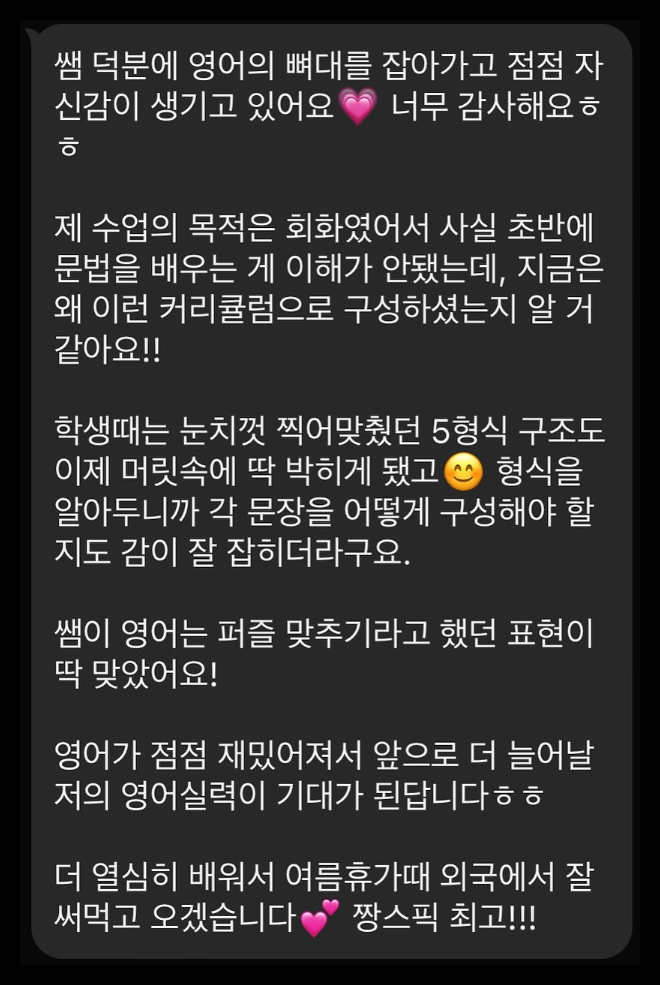 쌤 덕분에 영어의 뼈대를 잡아가고 점점 자
신감이 생기고 있어요💗 너무 감사해요ㅎ
ㅎ
제 수업의 목적은 회화였어서 사실 초반에
문법을 배우는 게 이해가 안됐는데, 지금은
왜 이런 커리큘럼으로 구성하셨는지 알 거
같아요!!
학생때는 눈치껏 찍어맞췄던 5형식 구조도
이제 머릿속에 딱 박히게 됐고😊 형식을
알아두니까 각 문장을 어떻게 구성해야 할
지도 감이 잘 잡히더라구요.
쌤이 영어는 퍼즐 맞추기라고 했던 표현이
딱 맞았어요!
영어가 점점 재밌어져서 앞으로 더 늘어날
저의 영어실력이 기대가 된답니다ㅎㅎ
더 열심히 배워서 여름휴가때 외국에서 잘
써먹고 오겠습니다💕 짱스픽 최고!!!